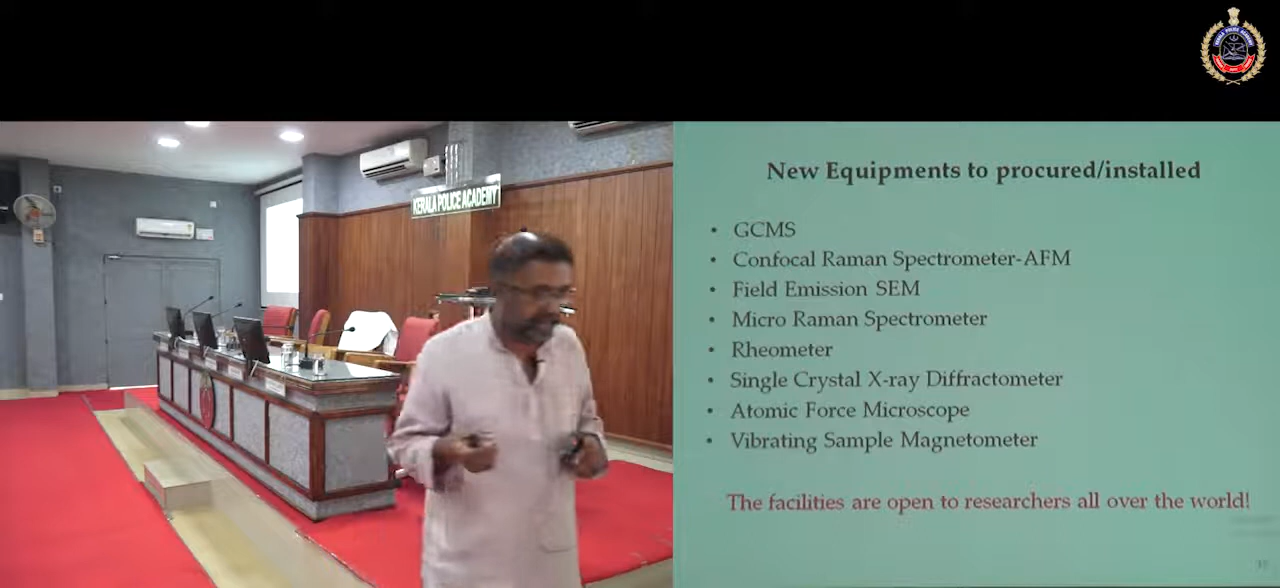 KERALA POLICE ACADEMY
New Equipments to procured/installed
• GCMS
• Confocal Raman Spectrometer-AFM
• Field Emission SEM
• Micro Raman Spectrometer
• Rheometer
• Single Crystal X-ray Diffractometer
• Atomic Force Microscope
• Vibrating Sample Magnetometer
The facilities are open to researchers all over the world!